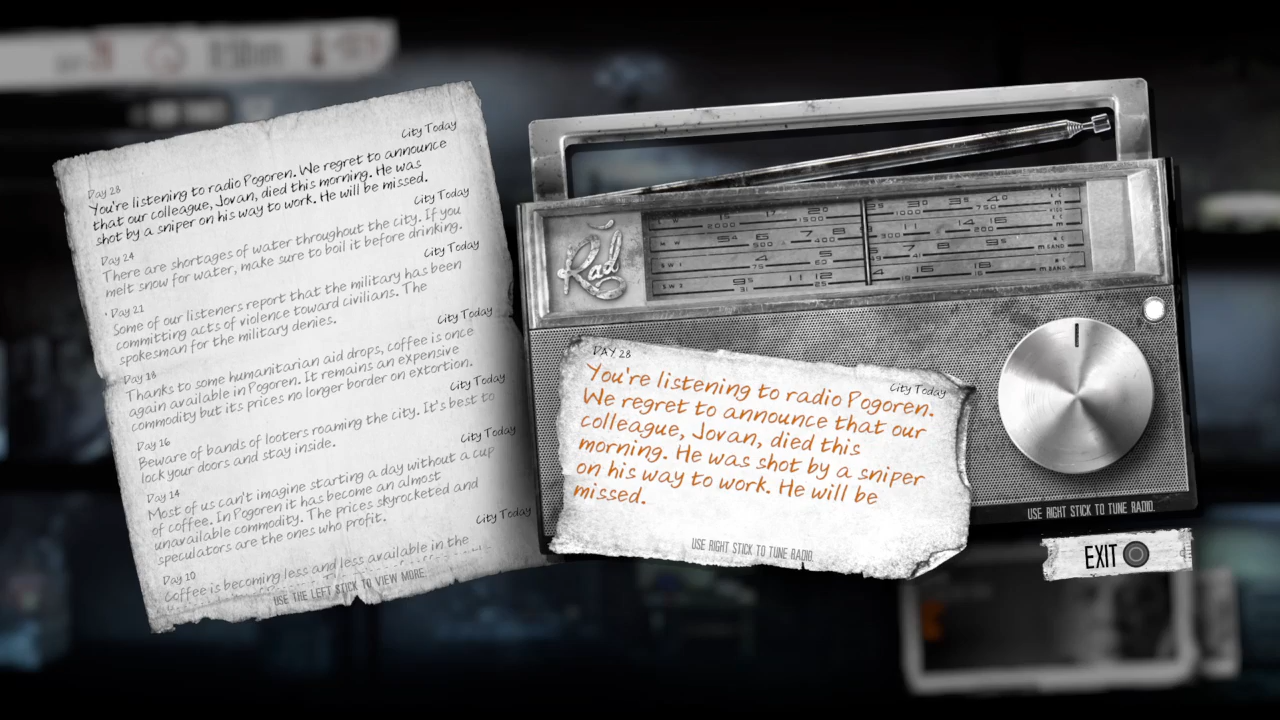 City Today
Day 28
You're listening to radio Pogoren. We regret to announce
that our colleague, Jovan, died this morning. He was
shot by a sniper on his way to work. He will be missed.
City Today
Day 24
There are shortages of water throughout the city. If you
melt snow for water, make sure to boil it before drinking.
City Today
Day 21
Some of our listeners report that the military has been
committing acts of violence toward civilians. The
spokesman for the military denies.
City Today
Day 18
Thanks to some humanitarian aid drops, coffee is once
again available in Pogoren. It remains an expensive
commodity but its prices no longer border on extortion.
City Today
Day 16
Beware of bands of looters roaming the city. It's best to
lock your doors and stay inside.
City Today
Day 14
Most of us can't imagine starting a day without a cup
of coffee. In Pogoren it has become an almost
unavailable commodity. The prices skyrocketed and
speculators are the ones who profit.
City Today
Day 10
Coffee is becoming less and less available in the
USE THE LEFT STICK TO VIEW MORE.
Rad
DAY 28
City Today
You're listening to radio Pogoren.
We regret to announce that our
colleague, Jovan, died this
morning. He was shot by a sniper
on his way to work. He will be
missed.
USE RIGHT STICK TO TUNE RADIO.
USE RIGHT STICK TO TUNE RADIO.
EXIT